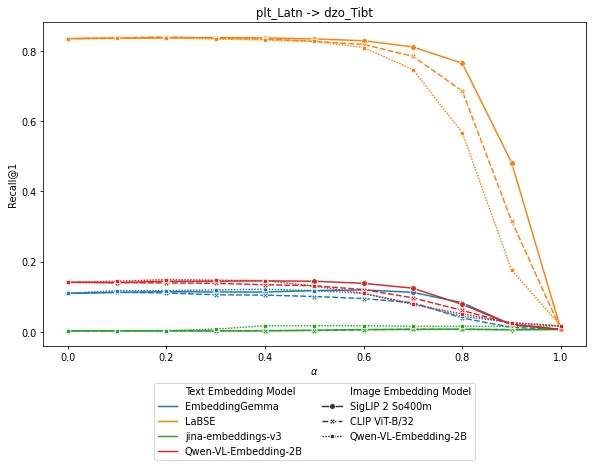 plt_Latn -> dzo_Tibt
Recall@1
0.8
0.6
0.4
0.2
0.0
0.0 0.2 0.4 0.6 0.8 1.0
α
Text Embedding Model
EmbeddingGemma
LaBSE
jina-embeddings-v3
Qwen-VL-Embedding-2B
Image Embedding Model
SigLIP 2 So400m
CLIP ViT-B/32
Qwen-VL-Embedding-2B